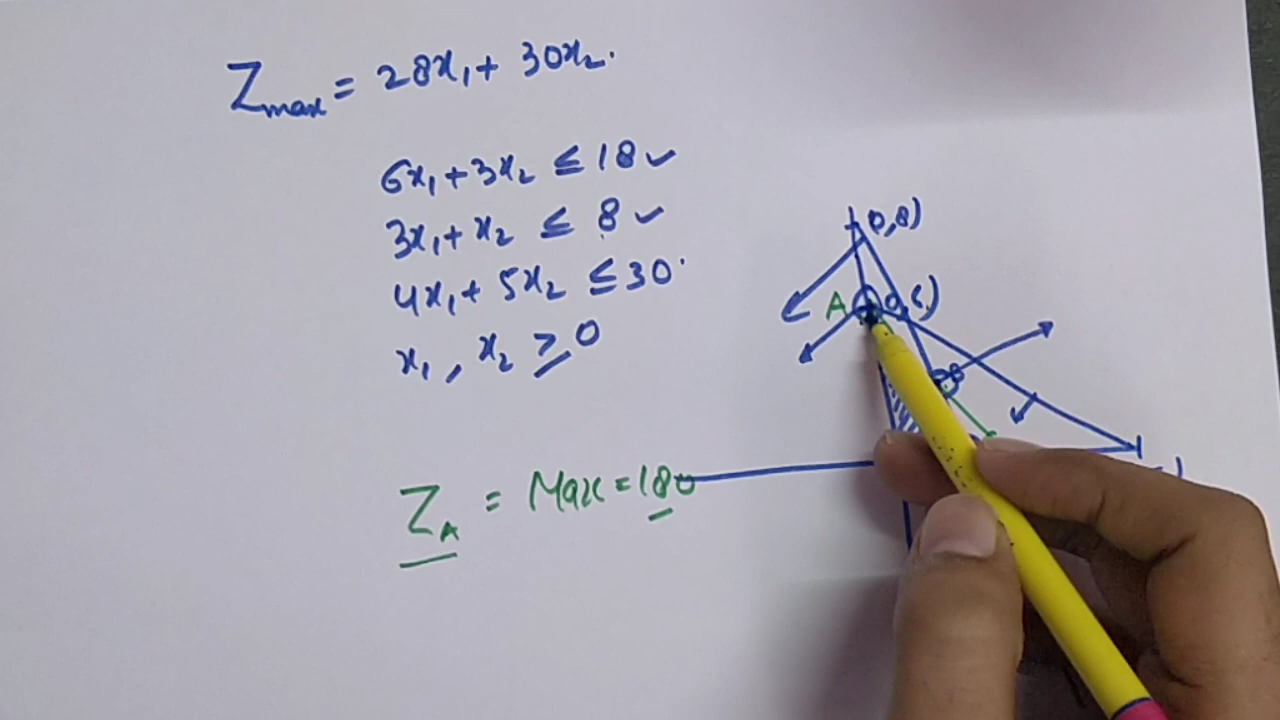 Zmax = 28x₁ + 30x₂.
6x₁ + 3x₂ ≤ 18 ✓
3x₁ + x₂ ≤ 8 ✓
4x₁ + 5x₂ ≤ 30.
x₁, x₂ ≥ 0
0,8)
A
B
Z_A = Max = 180